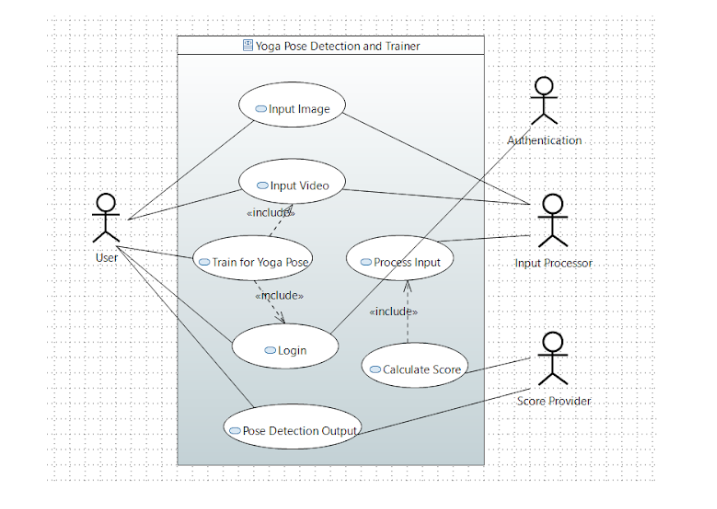 Yoga Pose Detection and Trainer
Input Image
Authentication
Input Video
«include»
User
Train for Yoga Pose
Process Input
Input Processor
«include»
«include»
Login
Calculate Score
Score Provider
Pose Detection Output